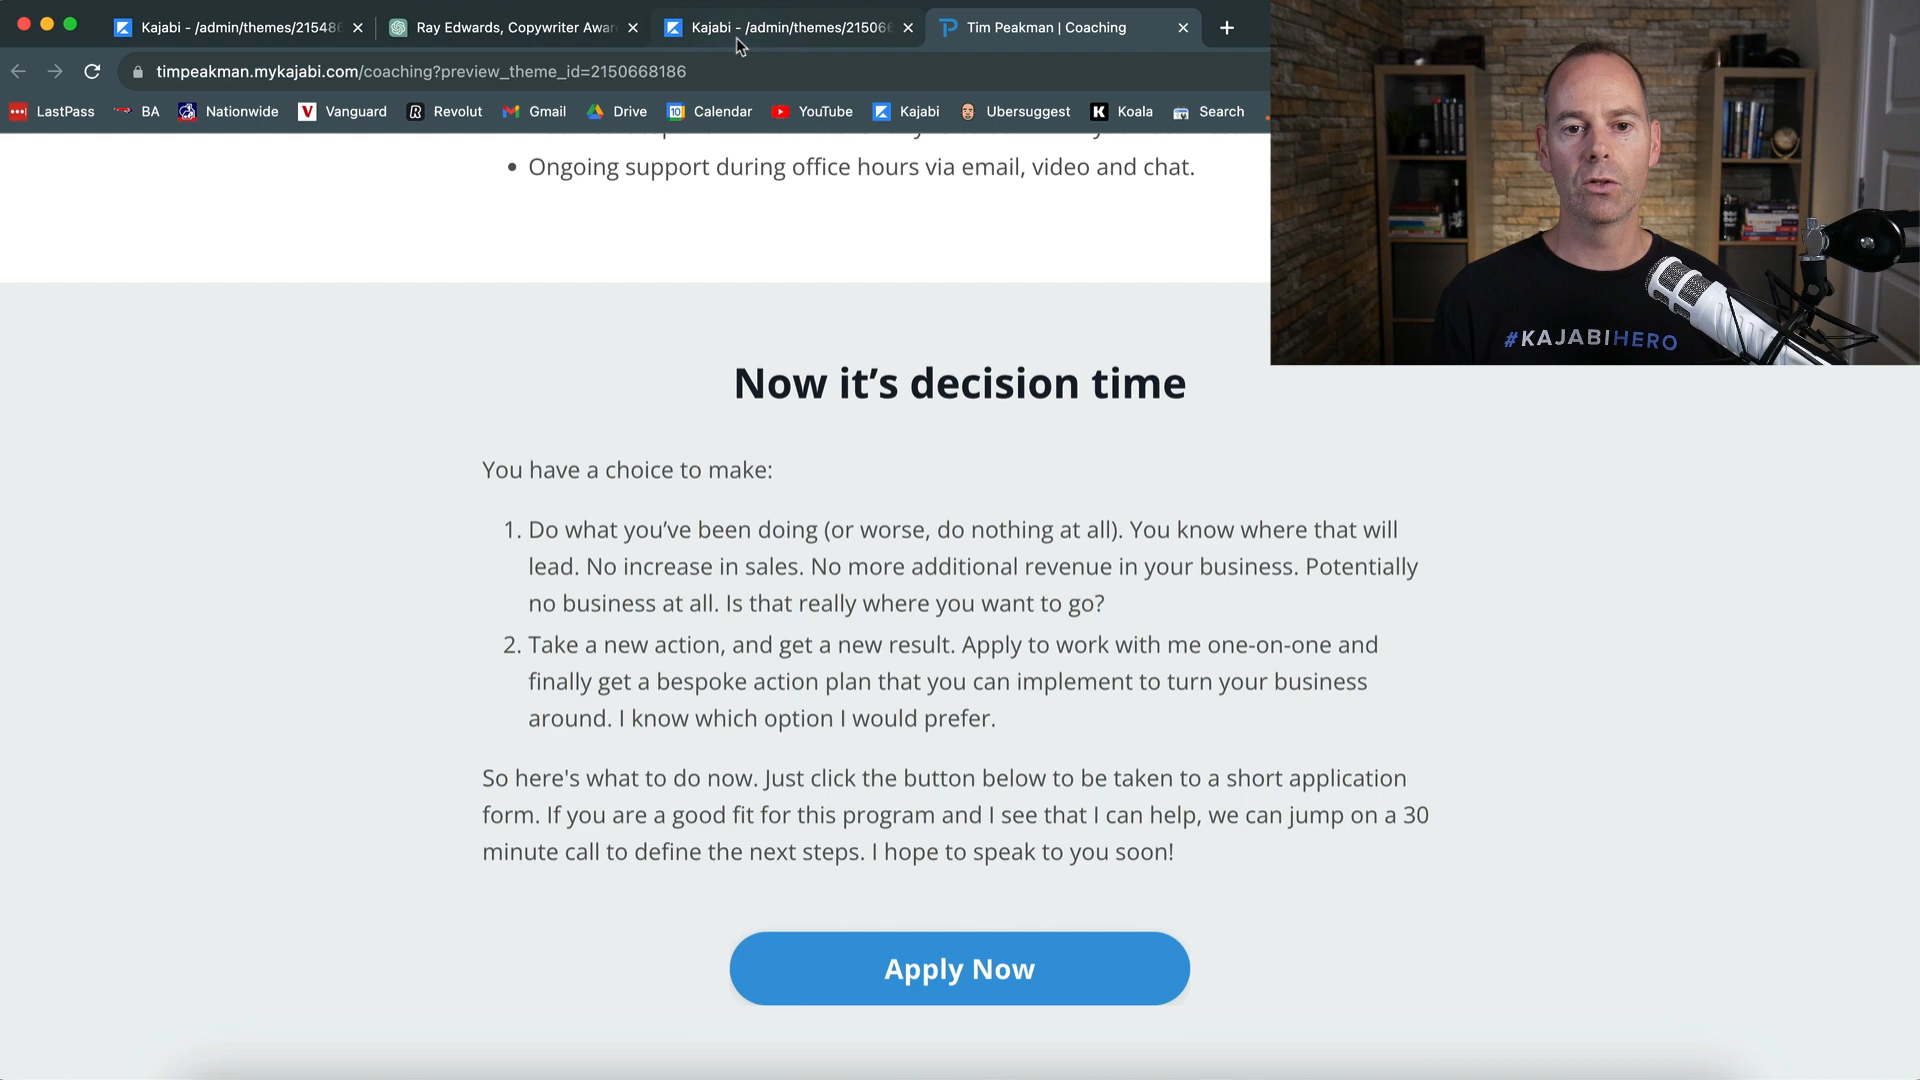 Kajabi - /admin/themes/21548
Ray Edwards, Copywriter Awar
Kajabi - /admin/themes/21506
Tim Peakman | Coaching
timpeakman.mykajabi.com/coaching?preview_theme_id=2150668186
LastPass
BA
Nationwide
V Vanguard
R Revolut
Gmail
Drive
10 Calendar
YouTube
Kajabi
Ubersuggest
K Koala
Search
• Ongoing support during office hours via email, video and chat.
#KAJABIHERO
Now it’s decision time
You have a choice to make:
1. Do what you’ve been doing (or worse, do nothing at all). You know where that will
lead. No increase in sales. No more additional revenue in your business. Potentially
no business at all. Is that really where you want to go?
2. Take a new action, and get a new result. Apply to work with me one-on-one and
finally get a bespoke action plan that you can implement to turn your business
around. I know which option I would prefer.
So here's what to do now. Just click the button below to be taken to a short application
form. If you are a good fit for this program and I see that I can help, we can jump on a 30
minute call to define the next steps. I hope to speak to you soon!
Apply Now